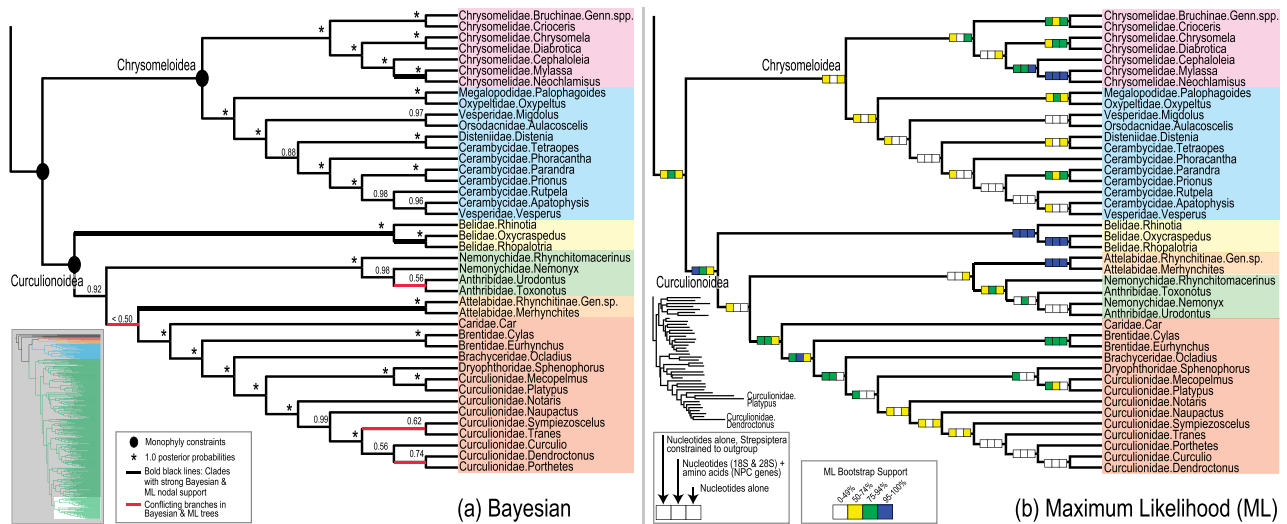 Chrysomelidae.Bruchinae.Genn.spp.
Chrysomelidae.Crioceris
Chrysomelidae.Chrysomela
Chrysomelidae.Diabrotica
Chrysomelidae.Cephaloleia
Chrysomelidae.Mylassa
Chrysomelidae.Neochlamisus
Megalopodidae.Palophagoides
Oxypeltidae.Oxypeltus
Vesperidae.Migdolus
Orsodacnidae.Aulacoscelis
Disteniidae.Distenia
Cerambycidae.Tetraopes
Cerambycidae.Phoracantha
Cerambycidae.Parandra
Cerambycidae.Prionus
Cerambycidae.Rutpela
Cerambycidae.Apatophysis
Vesperidae.Vesperus
Belidae.Rhinotia
Belidae.Oxycraspedus
Belidae.Rhopalotria
Nemonychidae.Rhynchitomacerinus
Nemonychidae.Nemonyx
Anthribidae.Urodontus
Anthribidae.Toxonotus
Attelabidae.Rhynchitinae.Gen.sp.
Attelabidae.Merhynchites
Caridae.Car
Brentidae.Cylas
Brentidae.Eurhynchus
Brachyceridae.Ocladius
Dryophthoridae.Sphenophorus
Curculionidae.Mecopelmus
Curculionidae.Platypus
Curculionidae.Notaris
Curculionidae.Naupactus
Curculionidae.Sympiezoscelus
Curculionidae.Tranes
Curculionidae.Curculio
Curculionidae.Dendroctonus
Curculionidae.Porthetes
Chrysomeloidea
Curculionoidea
0.97
0.88
0.98
0.96
0.98
0.56
0.92
< 0.50
0.99
0.62
0.56
0.74
Monophyly constraints
* 1.0 posterior probabilities
Bold black lines: Clades
with strong Bayesian &
ML nodal support
Conflicting branches in
Bayesian & ML trees
(a) Bayesian
Chrysomelidae.Bruchinae.Genn.spp.
Chrysomelidae.Crioceris
Chrysomelidae.Chrysomela
Chrysomelidae.Diabrotica
Chrysomelidae.Cephaloleia
Chrysomelidae.Mylassa
Chrysomelidae.Neochlamisus
Megalopodidae.Palophagoides
Oxypeltidae.Oxypeltus
Vesperidae.Migdolus
Orsodacnidae.Aulacoscelis
Disteniidae.Distenia
Cerambycidae.Tetraopes
Cerambycidae.Phoracantha
Cerambycidae.Parandra
Cerambycidae.Prionus
Cerambycidae.Rutpela
Cerambycidae.Apatophysis
Vesperidae.Vesperus
Belidae.Rhinotia
Belidae.Oxycraspedus
Belidae.Rhopalotria
Attelabidae.Rhynchitinae.Gen.sp.
Attelabidae.Merhynchites
Nemonychidae.Rhynchitomacerinus
Anthribidae.Toxonotus
Nemonychidae.Nemonyx
Anthribidae.Urodontus
Caridae.Car
Brentidae.Cylas
Brentidae.Eurhynchus
Brachyceridae.Ocladius
Dryophthoridae.Sphenophorus
Curculionidae.Mecopelmus
Curculionidae.Platypus
Curculionidae.Notaris
Curculionidae.Naupactus
Curculionidae.Sympiezoscelus
Curculionidae.Tranes
Curculionidae.Porthetes
Curculionidae.Curculio
Curculionidae.Dendroctonus
Chrysomeloidea
Curculionoidea
Curculionidae.
Platypus
Curculionidae.
Dendroctonus
Nucleotides alone, Strepsiptera
constrained to outgroup
Nucleotides (18S & 28S) +
amino acids (NPC genes)
Nucleotides alone
ML Bootstrap Support
0-49%
50-74%
75-94%
95-100%
(b) Maximum Likelihood (ML)